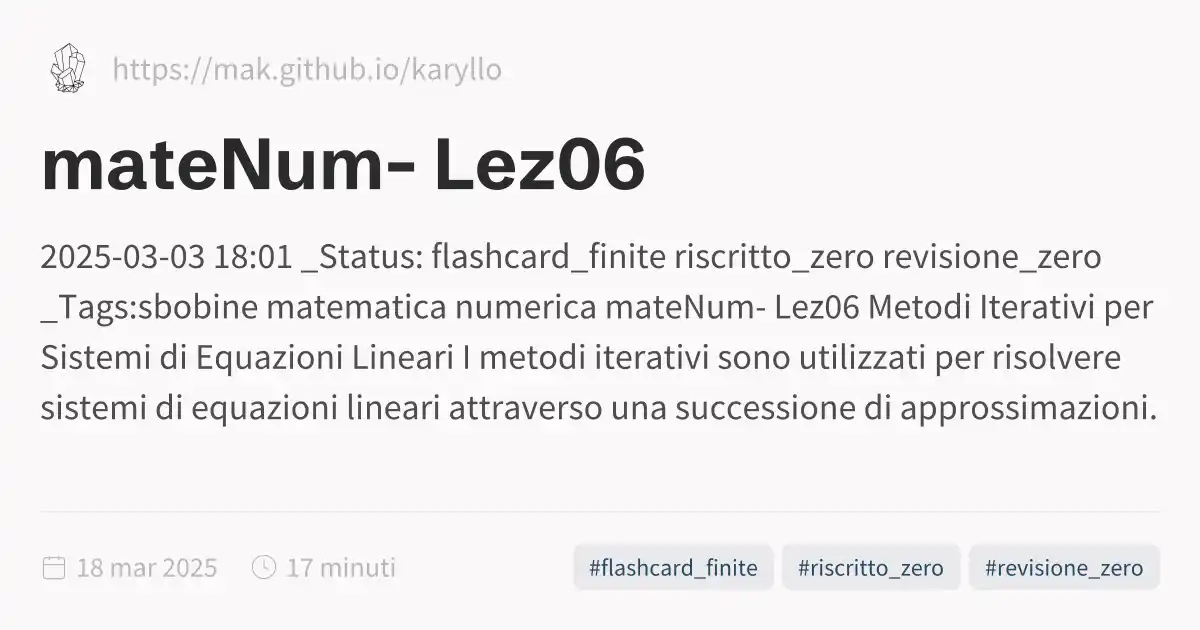 https://mak.github.io/karyllo
mateNum- Lez06
2025-03-03 18:01 _Status: flashcard_finite riscritto_zero revisione_zero
_Tags:sbobine matematica numerica mateNum- Lez06 Metodi Iterativi per
Sistemi di Equazioni Lineari I metodi iterativi sono utilizzati per risolvere
sistemi di equazioni lineari attraverso una successione di approssimazioni.
18 mar 2025 17 minuti #flashcard_finite #riscritto_zero #revisione_zero